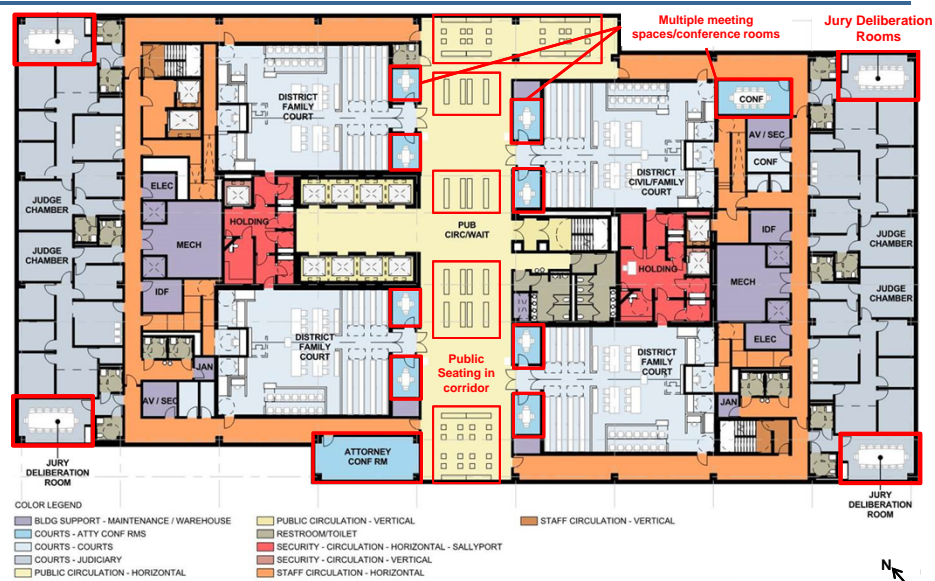 Multiple meeting
spaces/conference rooms
Jury Deliberation
Rooms
DISTRICT
FAMILY
COURT
CONF
AV / SEC
CONF
DISTRICT
CIVIL/FAMILY
COURT
ELEC
JUDGE
CHAMBER
HOLDING
PUB
CIRC/WAIT
IDF
JUDGE
CHAMBER
MECH
JUDGE
CHAMBER
HOLDING
MECH
JUDGE
CHAMBER
IDF
DISTRICT
FAMILY
COURT
Public
Seating in
corridor
DISTRICT
FAMILY
COURT
ELEC
JAN
AV / SEC
JAN
ATTORNEY
CONF RM
JURY
DELIBERATION
ROOM
JURY
DELIBERATION
ROOM
COLOR LEGEND
BLDG SUPPORT - MAINTENANCE / WAREHOUSE
COURTS - ATTY CONF RMS
COURTS - COURTS
COURTS - JUDICIARY
PUBLIC CIRCULATION - HORIZONTAL
PUBLIC CIRCULATION - VERTICAL
RESTROOM/TOILET
SECURITY - CIRCULATION - HORIZONTAL - SALLYPORT
SECURITY - CIRCULATION - VERTICAL
STAFF CIRCULATION - HORIZONTAL
STAFF CIRCULATION - VERTICAL
N